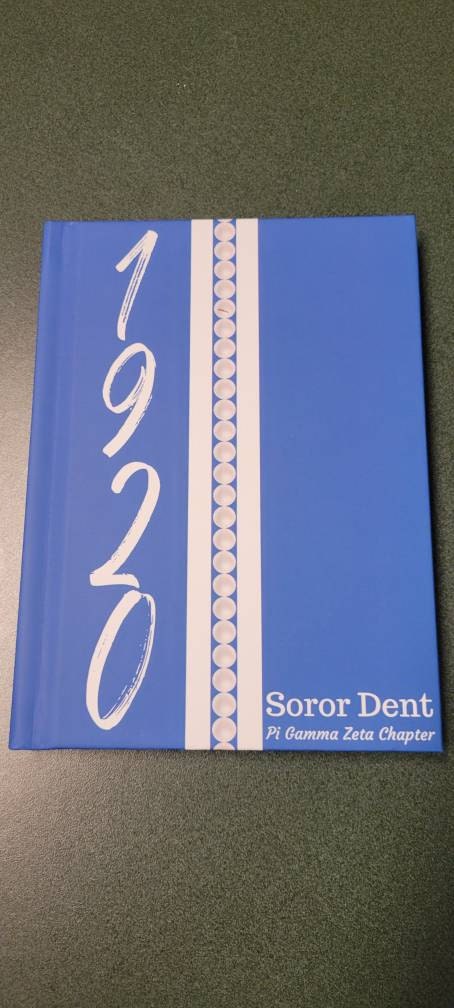 1920
Soror Dent
Pi Gamma Zeta Chapter